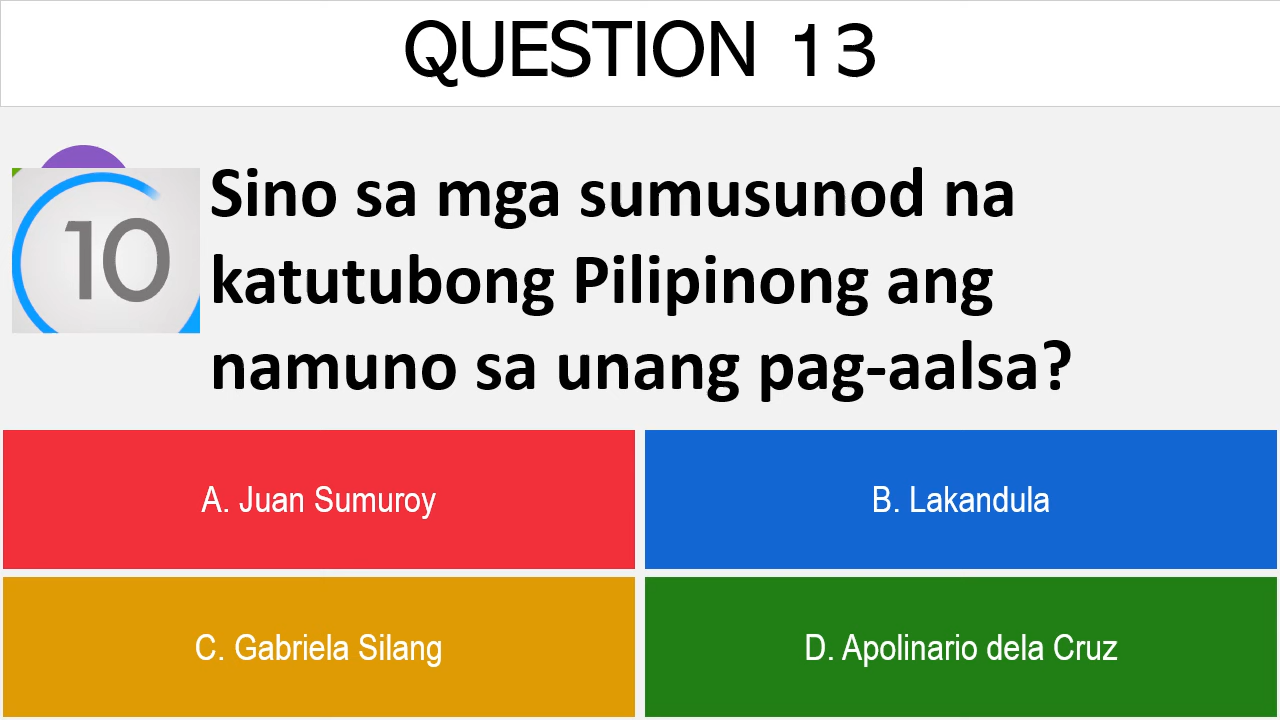 QUESTION 13
10
Sino sa mga sumusunod na
katutubong Pilipinong ang
namuno sa unang pag-aalsa?
A. Juan Sumuroy
B. Lakandula
C. Gabriela Silang
D. Apolinario dela Cruz